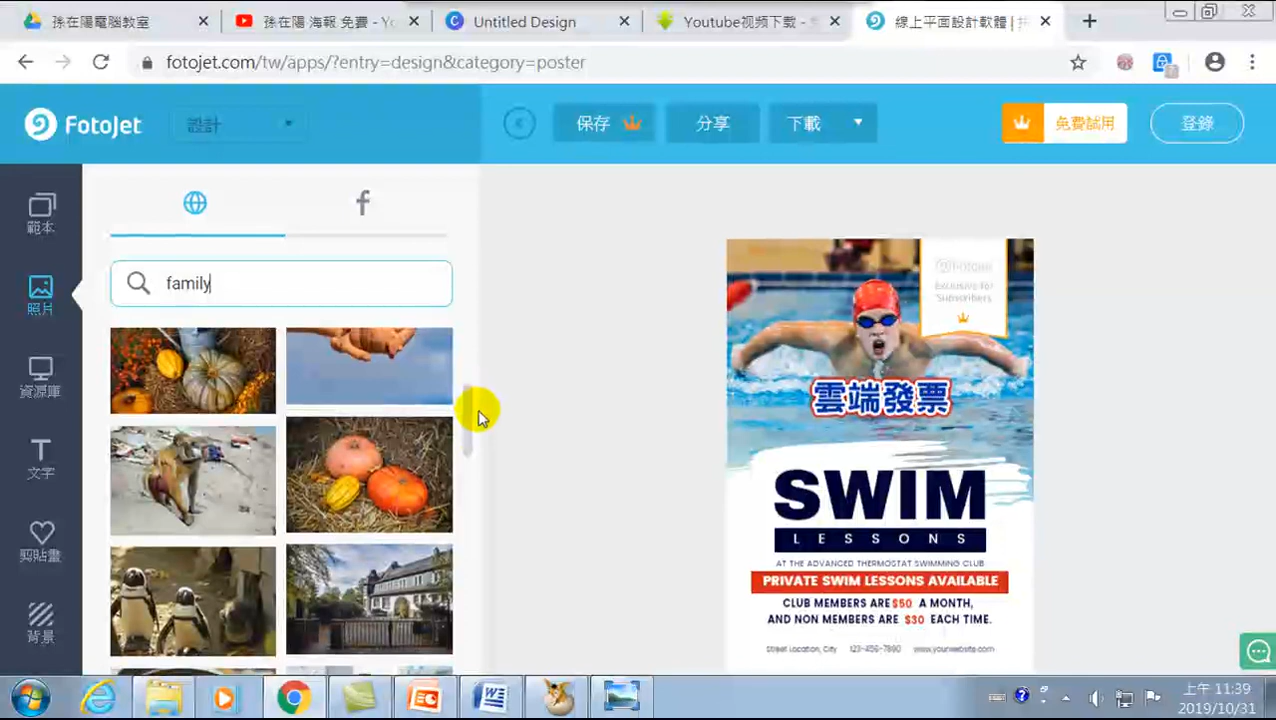 孫在陽電腦教室
孫在陽 海報 免費 - Yo
Untitled Design
Youtube视频下載 -
線上平面設計軟體 |
fotojet.com/tw/apps/?entry=design&category=poster
FotoJet
設計
保存
分享
下載
免費試用
登錄
範本
照片
資源庫
文字
剪貼畫
背景
family
Fotojet
Exclusive for
Subscribers
雲端發票
SWIM
LESSONS
AT THE ADVANCED THERMOSTAT SWIMMING CLUB
PRIVATE SWIM LESSONS AVAILABLE
CLUB MEMBERS ARE $50 A MONTH,
AND NON MEMBERS ARE $30 EACH TIME.
Street Location, City 123-456-7890 www.yourwebsite.com
上午 11:39
2019/10/31